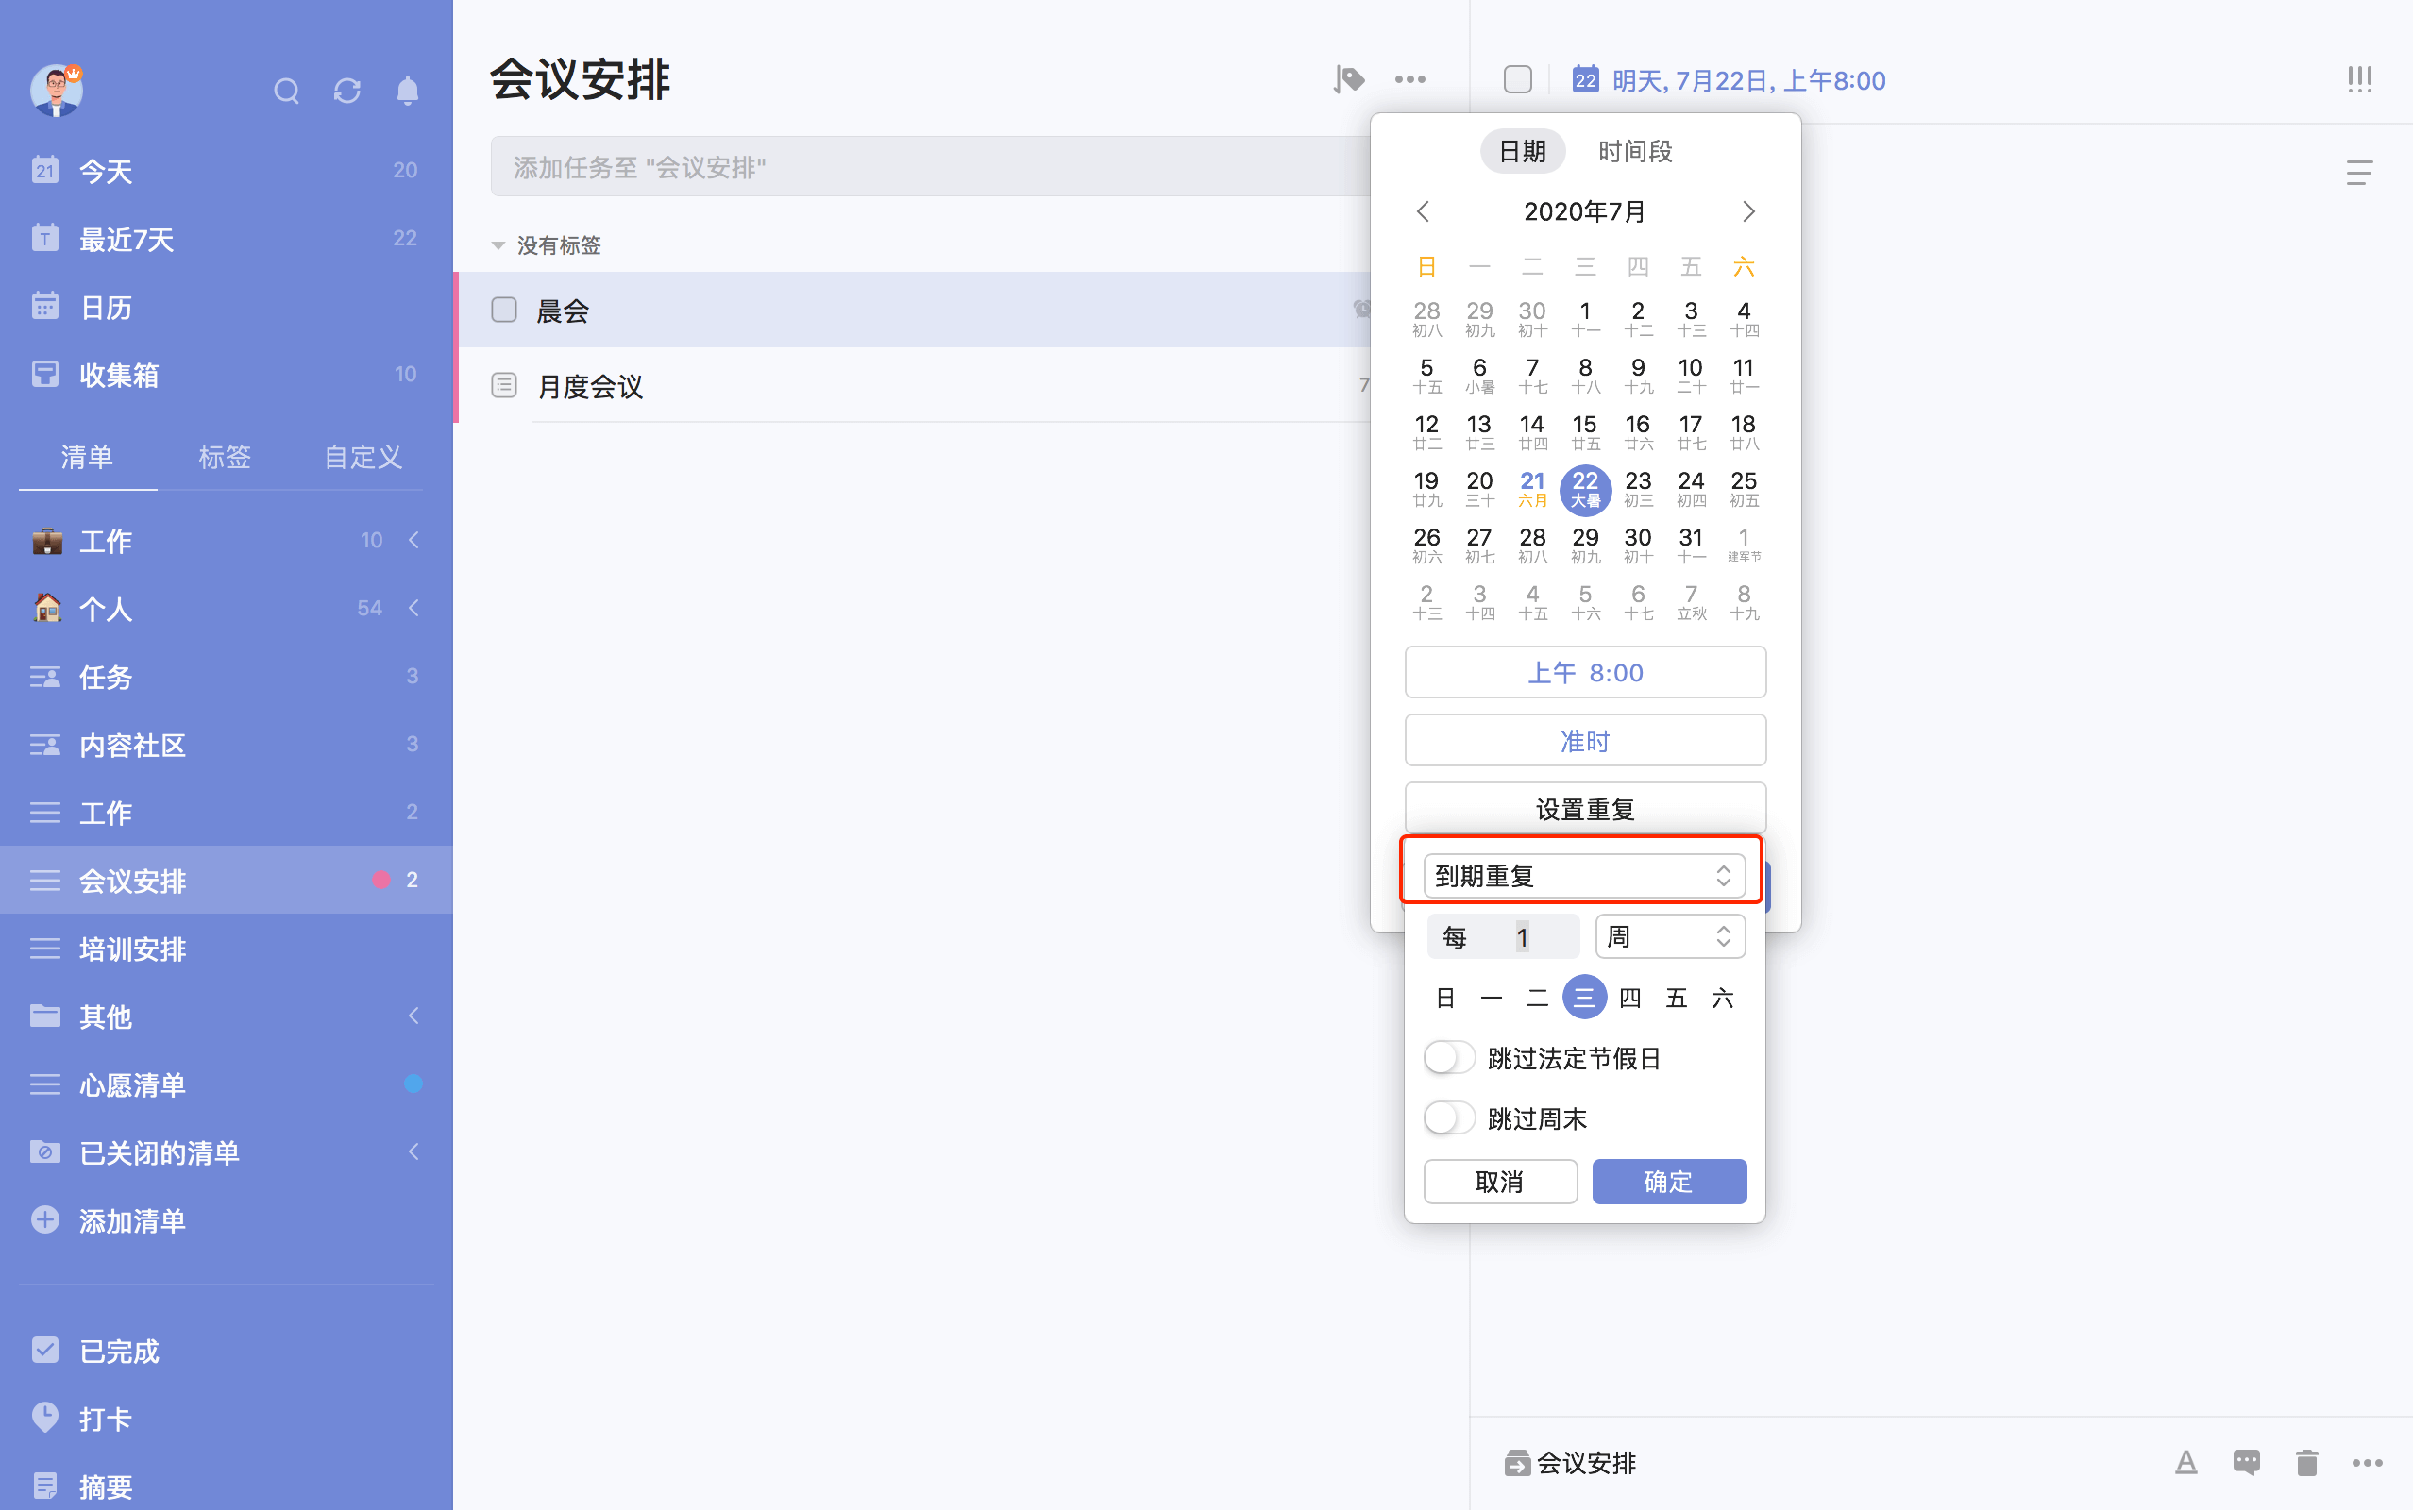 21 今天 20
T 最近7天 22
日历
收集箱 10
清单 标签 自定义
工作 10
个人 54
任务 3
内容社区 3
工作 2
会议安排 2
培训安排
其他
心愿清单
已关闭的清单
添加清单
已完成
打卡
摘要
会议安排
添加任务至 "会议安排"
没有标签
晨会
月度会议 7
22 明天, 7月22日, 上午8:00
日期 时间段
2020年7月
日 一 二 三 四 五 六
28 29 30 1 2 3 4
初八 初九 初十 十一 十二 十三 十四
5 6 7 8 9 10 11
十五 小暑 十七 十八 十九 二十 廿一
12 13 14 15 16 17 18
廿二 廿三 廿四 廿五 廿六 廿七 廿八
19 20 21 22 23 24 25
廿九 三十 六月 大暑 初三 初四 初五
26 27 28 29 30 31 1
初六 初七 初八 初九 初十 十一 建军节
2 3 4 5 6 7 8
十三 十四 十五 十六 十七 立秋 十九
上午 8:00
准时
设置重复
到期重复
每 1 周
日 一 二 三 四 五 六
跳过法定节假日
跳过周末
取消 确定
会议安排